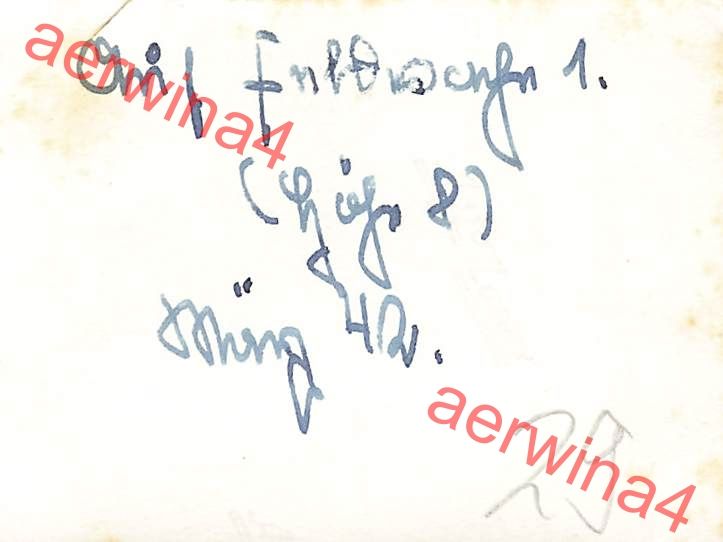 aerwina4
Auf Feldwache 1.
(Höhe 8)
März 42.
aerwina4